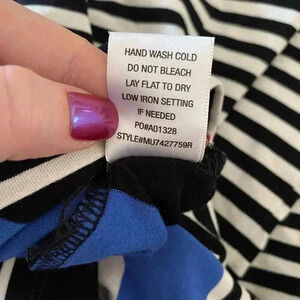 HAND WASH COLD
DO NOT BLEACH
LAY FLAT TO DRY
LOW IRON SETTING
IF NEEDED
PO#A01328
STYLE#MU7427759R